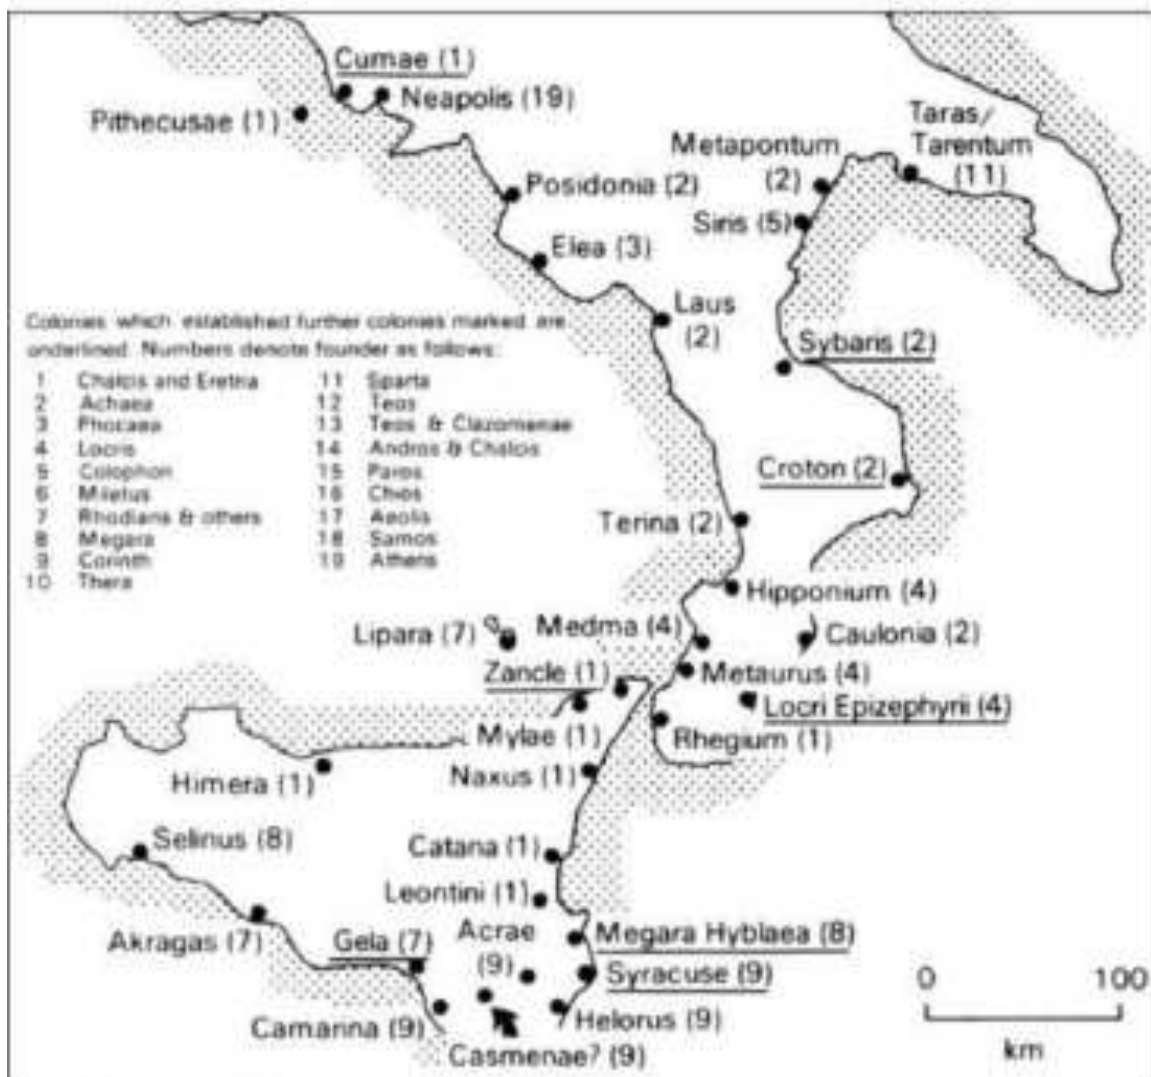 Cumae (1)
Neapolis (19)
Pithecusae (1)
Taras/
Tarentum
(11)
Metapontum
(2)
Posidonia (2)
Siris (5)
Elea (3)
Laus
(2)
Colonies which established further colonies marked are
underlined. Numbers denote founder as follows:
1 Chalcis and Eretria
2 Achaea
3 Phocaea
4 Locris
5 Colophon
6 Miletus
7 Rhodians & others
8 Megara
9 Corinth
10 Thera
11 Sparta
12 Teos
13 Teos & Clazomenae
14 Andros & Chalcis
15 Paros
16 Chios
17 Aeolis
18 Samos
19 Athens
Sybaris (2)
Croton (2)
Terina (2)
Hipponium (4)
Lipara (7)
Medma (4)
Caulonia (2)
Zancle (1)
Metaurus (4)
Locri Epizephyrii (4)
Mylae (1)
Rhegium (1)
Himera (1)
Naxus (1)
Selinus (8)
Catana (1)
Leontini (1)
Akragas (7)
Gela (7)
Acrae
(9)
Megara Hyblaea (8)
Syracuse (9)
Camarina (9)
Helorus (9)
Casmenae? (9)
0 100
km